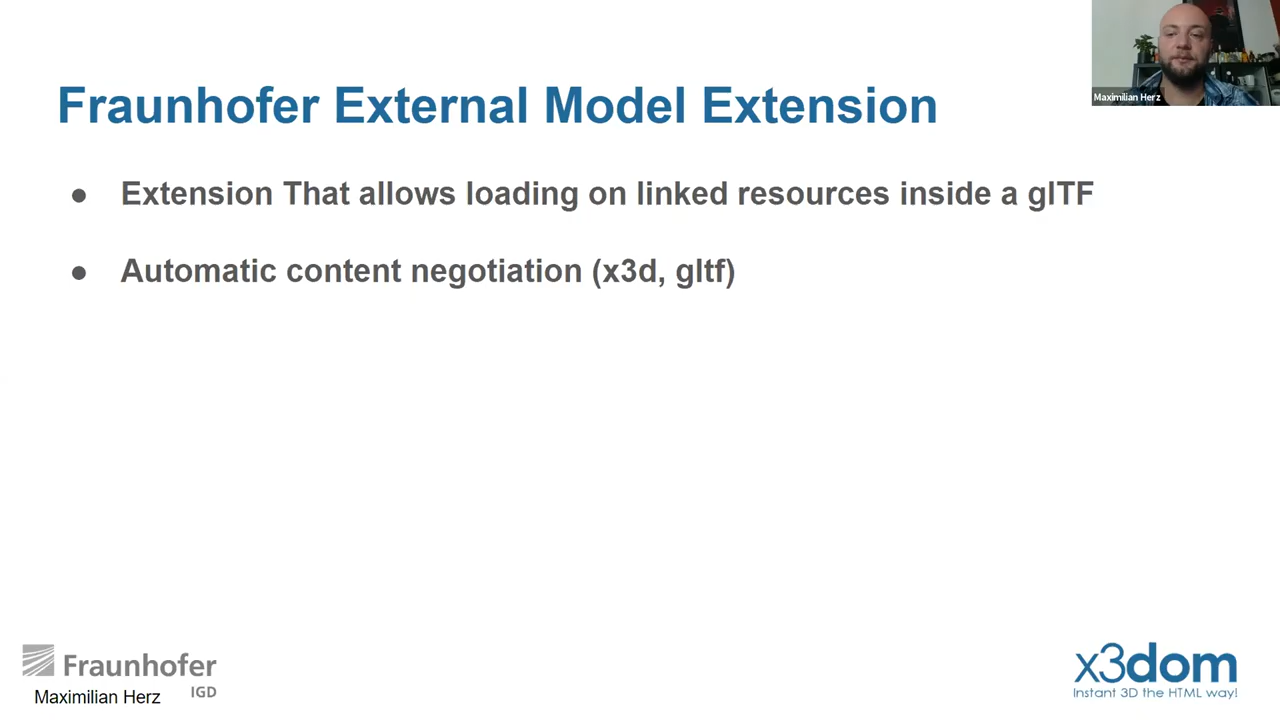 Maximilian Herz
Fraunhofer External Model Extension
● Extension That allows loading on linked resources inside a glTF
● Automatic content negotiation (x3d, gltf)
Fraunhofer
IGD
Maximilian Herz
x3dom
Instant 3D the HTML way!